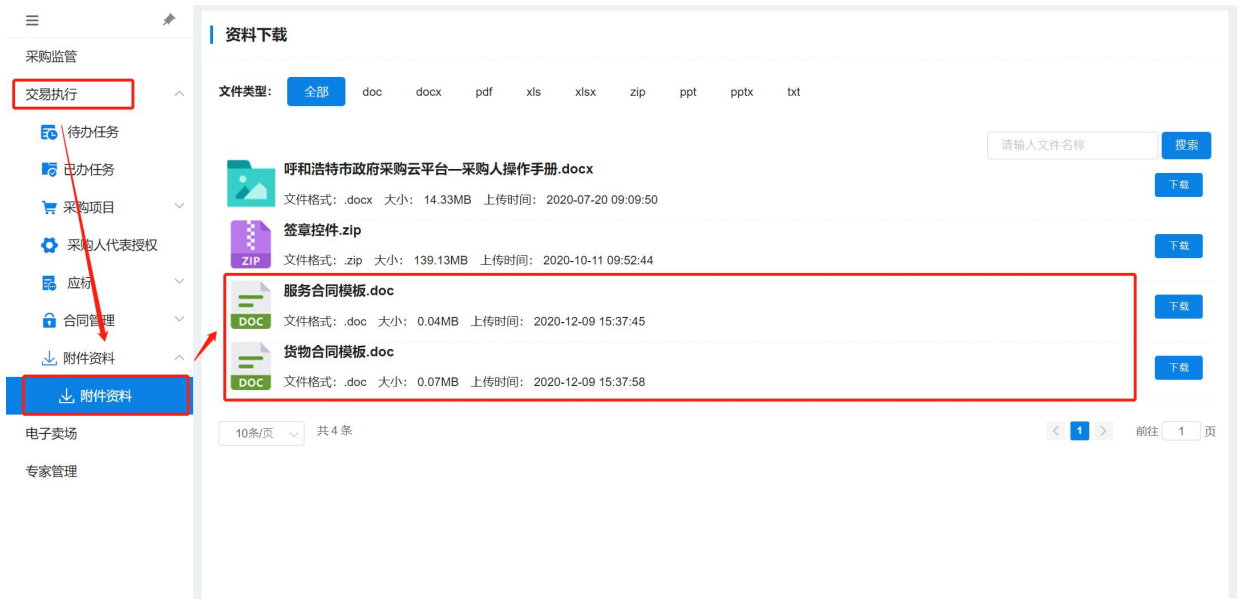 采购监管
交易执行
待办任务
已办任务
采购项目
采购人代表授权
应标
合同管理
附件资料
附件资料
电子卖场
专家管理
资料下载
文件类型: 全部 doc docx pdf xls xlsx zip ppt pptx txt
请输入文件名称 搜索
呼和浩特市政府采购云平台—采购人操作手册.docx
文件格式: .docx 大小: 14.33MB 上传时间: 2020-07-20 09:09:50
下载
签章控件.zip
ZIP
文件格式: .zip 大小: 139.13MB 上传时间: 2020-10-11 09:52:44
下载
服务合同模板.doc
DOC
文件格式: .doc 大小: 0.04MB 上传时间: 2020-12-09 15:37:45
下载
货物合同模板.doc
DOC
文件格式: .doc 大小: 0.07MB 上传时间: 2020-12-09 15:37:58
下载
10条/页 共 4 条 1 前往 1 页